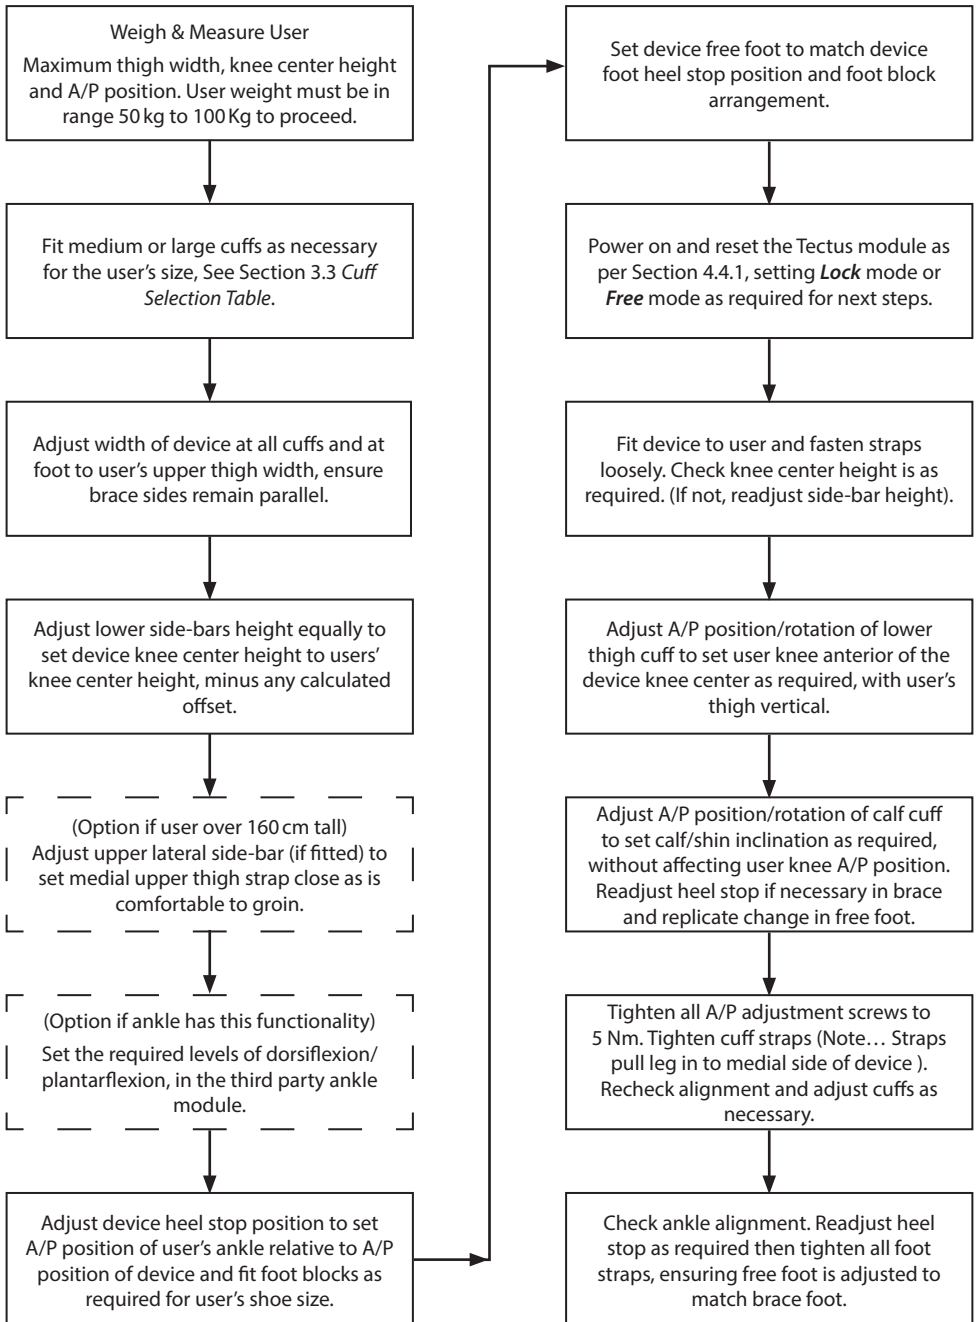 Weigh & Measure User
Maximum thigh width, knee center height
and A/P position. User weight must be in
range 50 kg to 100 Kg to proceed.
Fit medium or large cuffs as necessary
for the user's size, See Section 3.3 Cuff
Selection Table.
Adjust width of device at all cuffs and at
foot to user's upper thigh width, ensure
brace sides remain parallel.
Adjust lower side-bars height equally to
set device knee center height to users'
knee center height, minus any calculated
offset.
(Option if user over 160 cm tall)
Adjust upper lateral side-bar (if fitted) to
set medial upper thigh strap close as is
comfortable to groin.
(Option if ankle has this functionality)
Set the required levels of dorsiflexion/
plantarflexion, in the third party ankle
module.
Adjust device heel stop position to set
A/P position of user's ankle relative to A/P
position of device and fit foot blocks as
required for user's shoe size.
Set device free foot to match device
foot heel stop position and foot block
arrangement.
Power on and reset the Tectus module as
per Section 4.4.1, setting Lock mode or
Free mode as required for next steps.
Fit device to user and fasten straps
loosely. Check knee center height is as
required. (If not, readjust side-bar height).
Adjust A/P position/rotation of lower
thigh cuff to set user knee anterior of the
device knee center as required, with user's
thigh vertical.
Adjust A/P position/rotation of calf cuff
to set calf/shin inclination as required,
without affecting user knee A/P position.
Readjust heel stop if necessary in brace
and replicate change in free foot.
Tighten all A/P adjustment screws to
5 Nm. Tighten cuff straps (Note... Straps
pull leg in to medial side of device ).
Recheck alignment and adjust cuffs as
necessary.
Check ankle alignment. Readjust heel
stop as required then tighten all foot
straps, ensuring free foot is adjusted to
match brace foot.